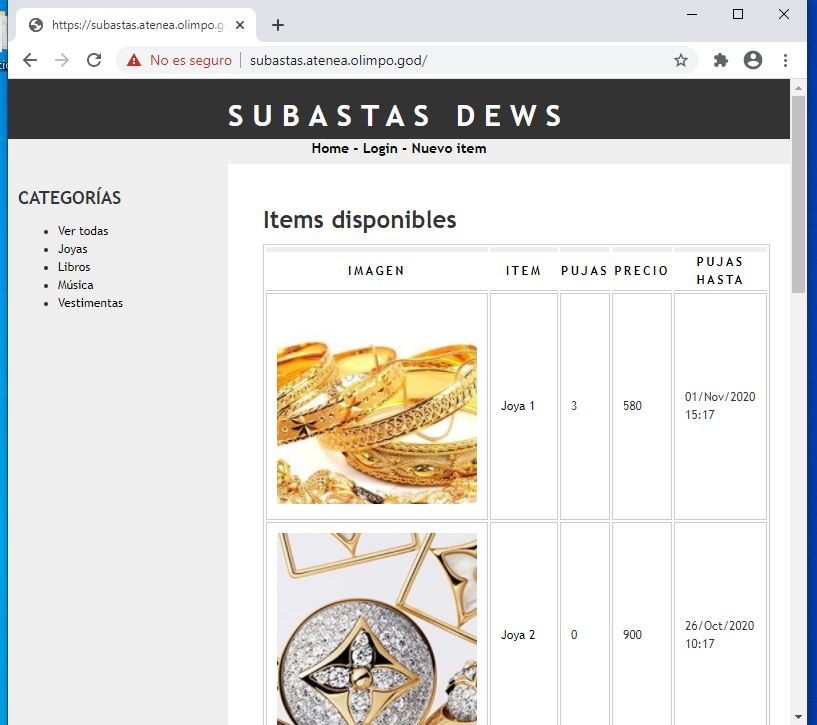 https://subastas.atenea.olimpo.g
No es seguro
subastas.atenea.olimpo.god/
SUBASTAS DEWS
Home - Login - Nuevo item
CATEGORÍAS
Ver todas
Joyas
Libros
Música
Vestimentas
Items disponibles
IMAGEN ITEM PUJAS PRECIO PUJAS HASTA
Joya 1 3 580 01/Nov/2020
15:17
Joya 2 0 900 26/Oct/2020
10:17